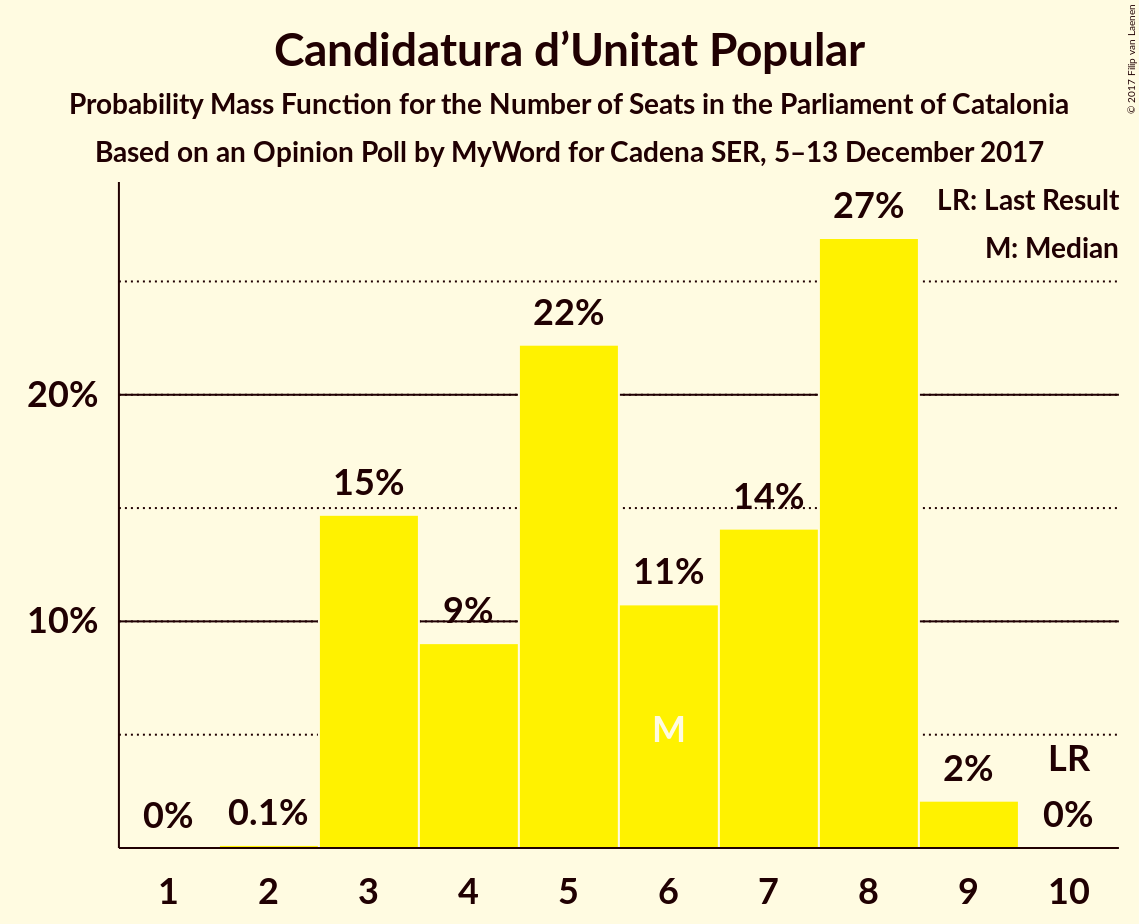 Candidatura d’Unitat Popular
Probability Mass Function for the Number of Seats in the Parliament of Catalonia
Based on an Opinion Poll by MyWord for Cadena SER, 5–13 December 2017
© 2017 Filip van Laenen
LR: Last Result
M: Median
27%
22%
20%
15%
14%
11%
10%
9%
M
LR
2%
0%
0.1%
0%
1 2 3 4 5 6 7 8 9 10